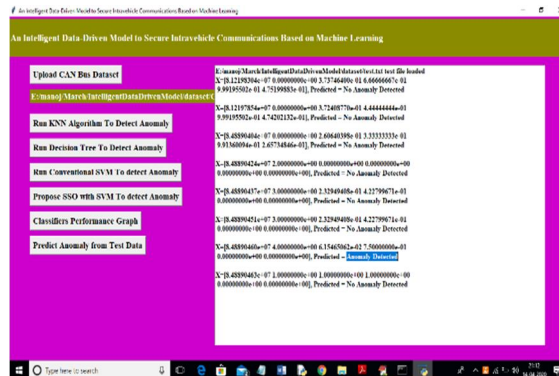 An Intelligent Data-Driven Model to Secure Intravehicle Communications Based on Machine Learning
An Intelligent Data-Driven Model to Secure Intravehicle Communications Based on Machine Learning
Upload CAN Bus Dataset
E:/manoj/March/IntelligentDataDrivenModel/dataset/
Run KNN Algorithm To Detect Anomaly
Run Decision Tree To Detect Anomaly
Run Conventional SVM To detect Anomaly
Propose SSO with SVM To detect Anomaly
Classifiers Performance Graph
Predict Anomaly from Test Data
E:/manoj/March/IntelligentDataDrivenModel/dataset/test.txt test file loaded
X=[8.12198304e+07 0.00000000e+00 3.73746400e-01 6.66666667e-01
9.99195502e-01 4.75199883e-01], Predicted = No Anomaly Detected
X=[8.12197854e+07 0.00000000e+00 3.72408770e-01 4.44444444e-01
9.99195502e-01 4.74202132e-01], Predicted = No Anomaly Detected
X=[8.48890404e+07 0.00000000e+00 2.60640398e-01 3.33333333e-01
9.91360094e-01 2.65734846e-01], Predicted = No Anomaly Detected
X=[8.48890424e+07 2.00000000e+00 0.00000000e+00 0.00000000e+00
0.00000000e+00 0.00000000e+00], Predicted = No Anomaly Detected
X=[8.48890437e+07 3.00000000e+00 2.32949408e-01 4.22799671e-01
0.00000000e+00 0.00000000e+00], Predicted = No Anomaly Detected
X=[8.48890451e+07 3.00000000e+00 2.32949408e-01 4.22799671e-01
0.00000000e+00 0.00000000e+00], Predicted = No Anomaly Detected
X=[8.48890460e+07 4.00000000e+00 6.15465062e-02 7.50000000e-01
0.00000000e+00 0.00000000e+00], Predicted = Anomaly Detected
X=[8.48890463e+07 1.00000000e+00 1.00000000e+00 1.00000000e+00
0.00000000e+00 0.00000000e+00], Predicted = No Anomaly Detected
Type here to search
21:12
14-04-2020